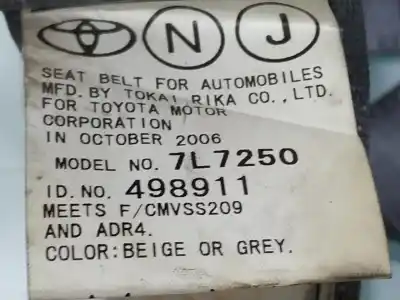 N J
SEAT BELT FOR AUTOMOBILES
MFD. BY TOKAI RIKA CO., LTD.
FOR TOYOTA MOTOR
CORPORATION
IN OCTOBER 2006
MODEL NO. 7L7250
ID. NO. 498911
MEETS F/CMVSS209
AND ADR4.
COLOR:BEIGE OR GREY.